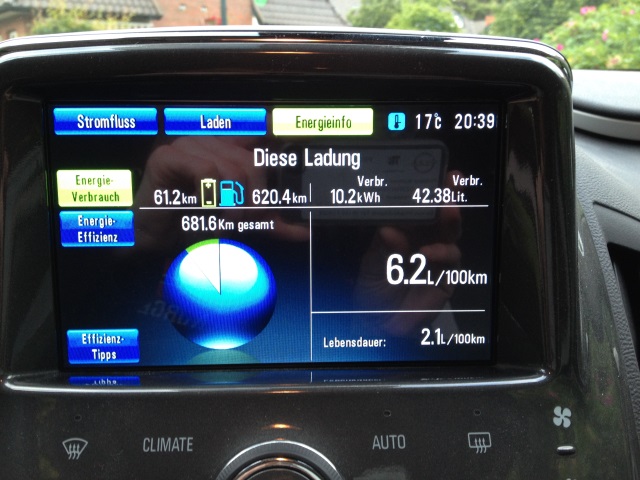 Stromfluss Laden Energieinfo 17°C 20:39
Diese Ladung
Energie-
Verbrauch
Verbr. Verbr.
61.2km 620.4km 10.2kWh 42.38Lit.
Energie-
Effizienz
681.6Km gesamt
6.2L/100km
Effizienz-
Tipps
Lebensdauer: 2.1L/100km
CLIMATE AUTO